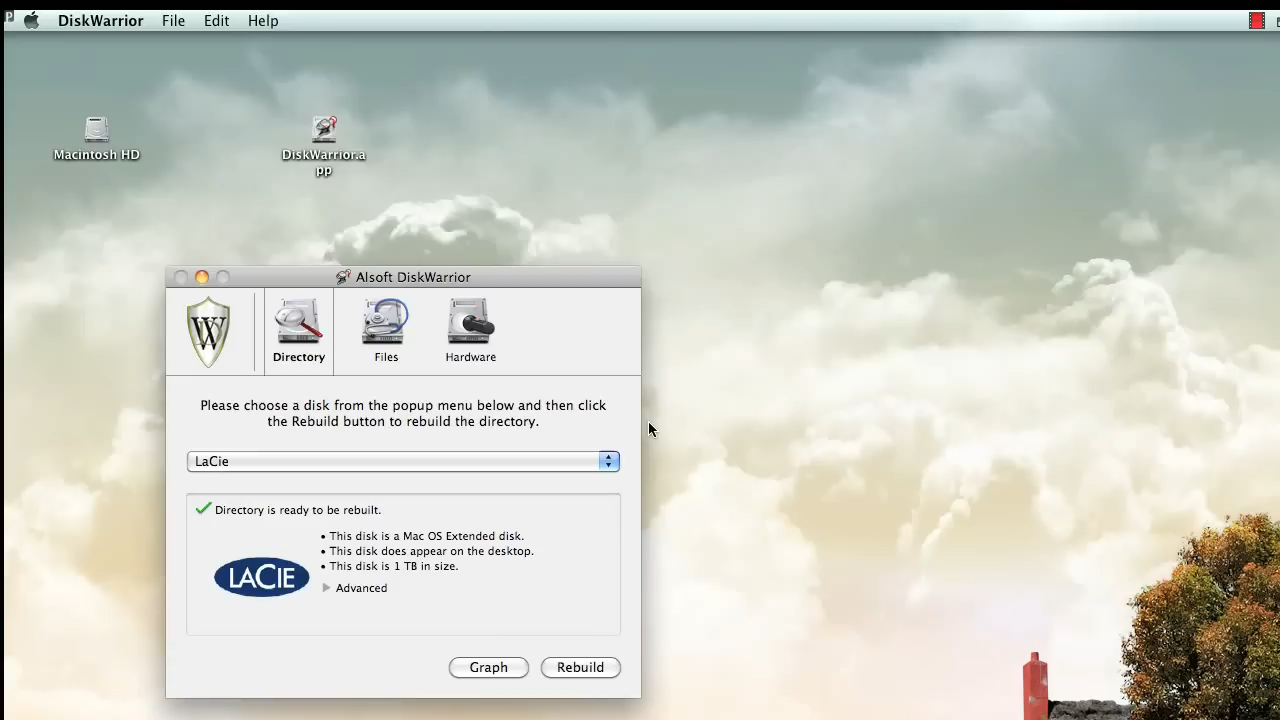 DiskWarrior File Edit Help
Macintosh HD
DiskWarrior.a
pp
Alsoft DiskWarrior
W
Directory
Files
Hardware
Please choose a disk from the popup menu below and then click
the Rebuild button to rebuild the directory.
LaCie
Directory is ready to be rebuilt.
• This disk is a Mac OS Extended disk.
• This disk does appear on the desktop.
• This disk is 1 TB in size.
LACIE
Advanced
Graph
Rebuild